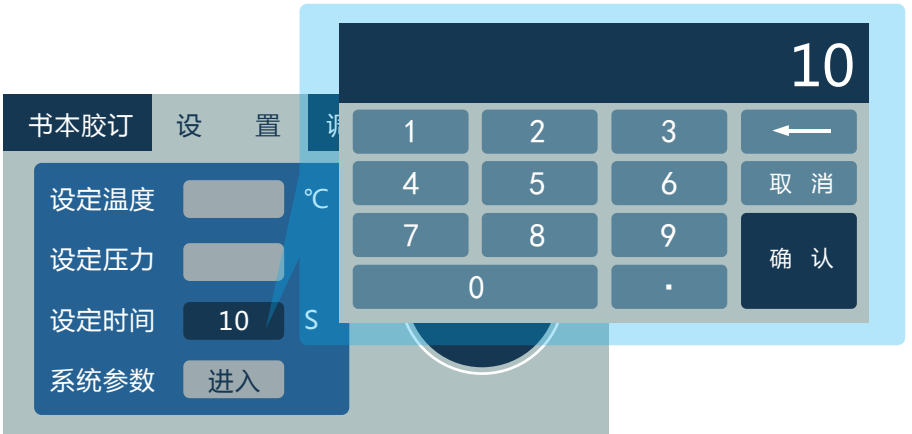 10
书本胶订 设 置 调
1 2 3 ←
设定温度 ℃ 4 5 6 取 消
设定压力 7 8 9 确 认
0 .
设定时间 10 S
系统参数 进入